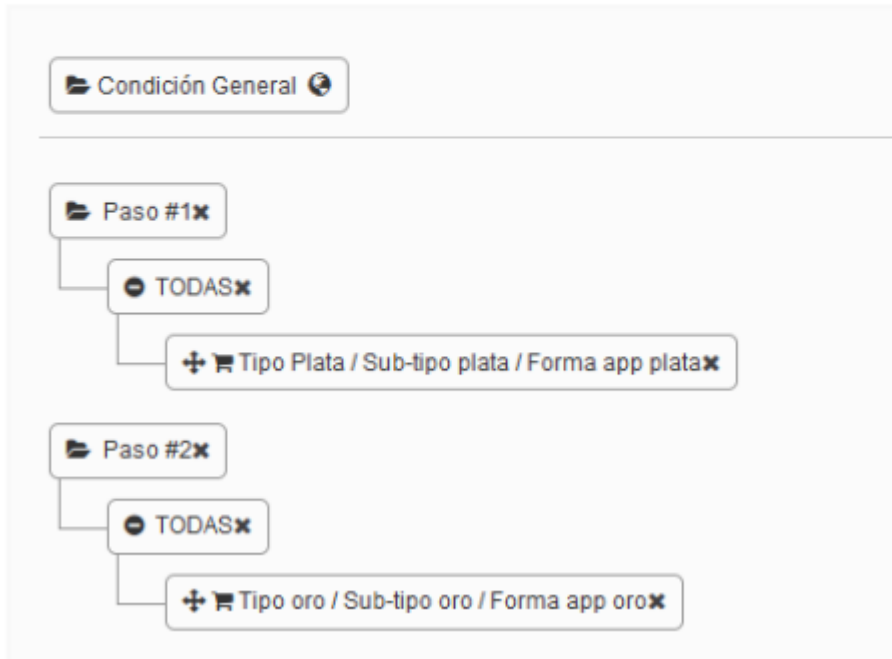 Condición General
Paso #1
TODAS
Tipo Plata / Sub-tipo plata / Forma app plata
Paso #2
TODAS
Tipo oro / Sub-tipo oro / Forma app oro